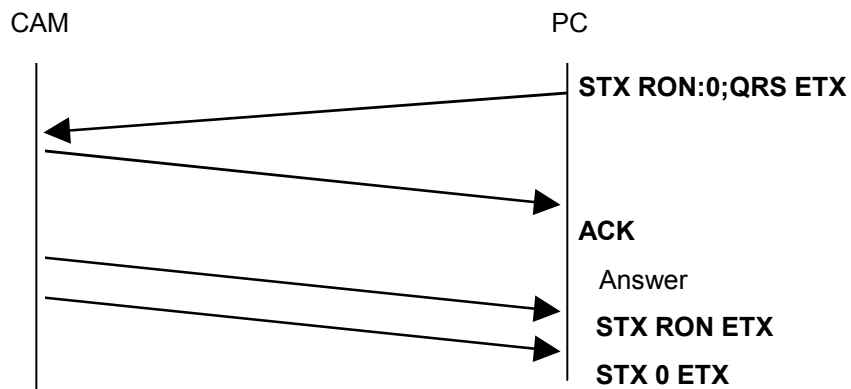 CAM PC
STX RON:0;QRS ETX
ACK
Answer
STX RON ETX
STX 0 ETX